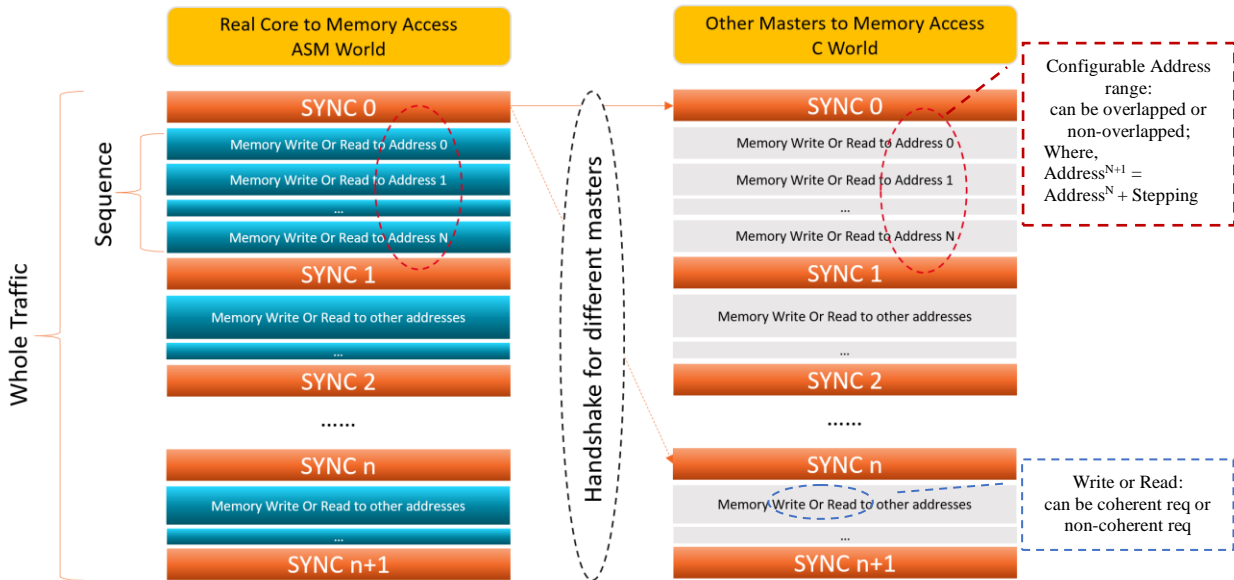 Real Core to Memory Access
ASM World
Other Masters to Memory Access
C World
Whole Traffic
Sequence
SYNC 0
Memory Write Or Read to Address 0
Memory Write Or Read to Address 1
...
Memory Write Or Read to Address N
SYNC 1
Memory Write Or Read to other addresses
...
SYNC 2
......
SYNC n
Memory Write Or Read to other addresses
...
SYNC n+1
Handshake for different masters
SYNC 0
Memory Write Or Read to Address 0
Memory Write Or Read to Address 1
...
Memory Write Or Read to Address N
SYNC 1
Memory Write Or Read to other addresses
...
SYNC 2
......
SYNC n
Memory Write Or Read to other addresses
...
SYNC n+1
Configurable Address
range:
can be overlapped or
non-overlapped;
Where,
Address^N+1 =
Address^N + Stepping
Write or Read:
can be coherent req or
non-coherent req